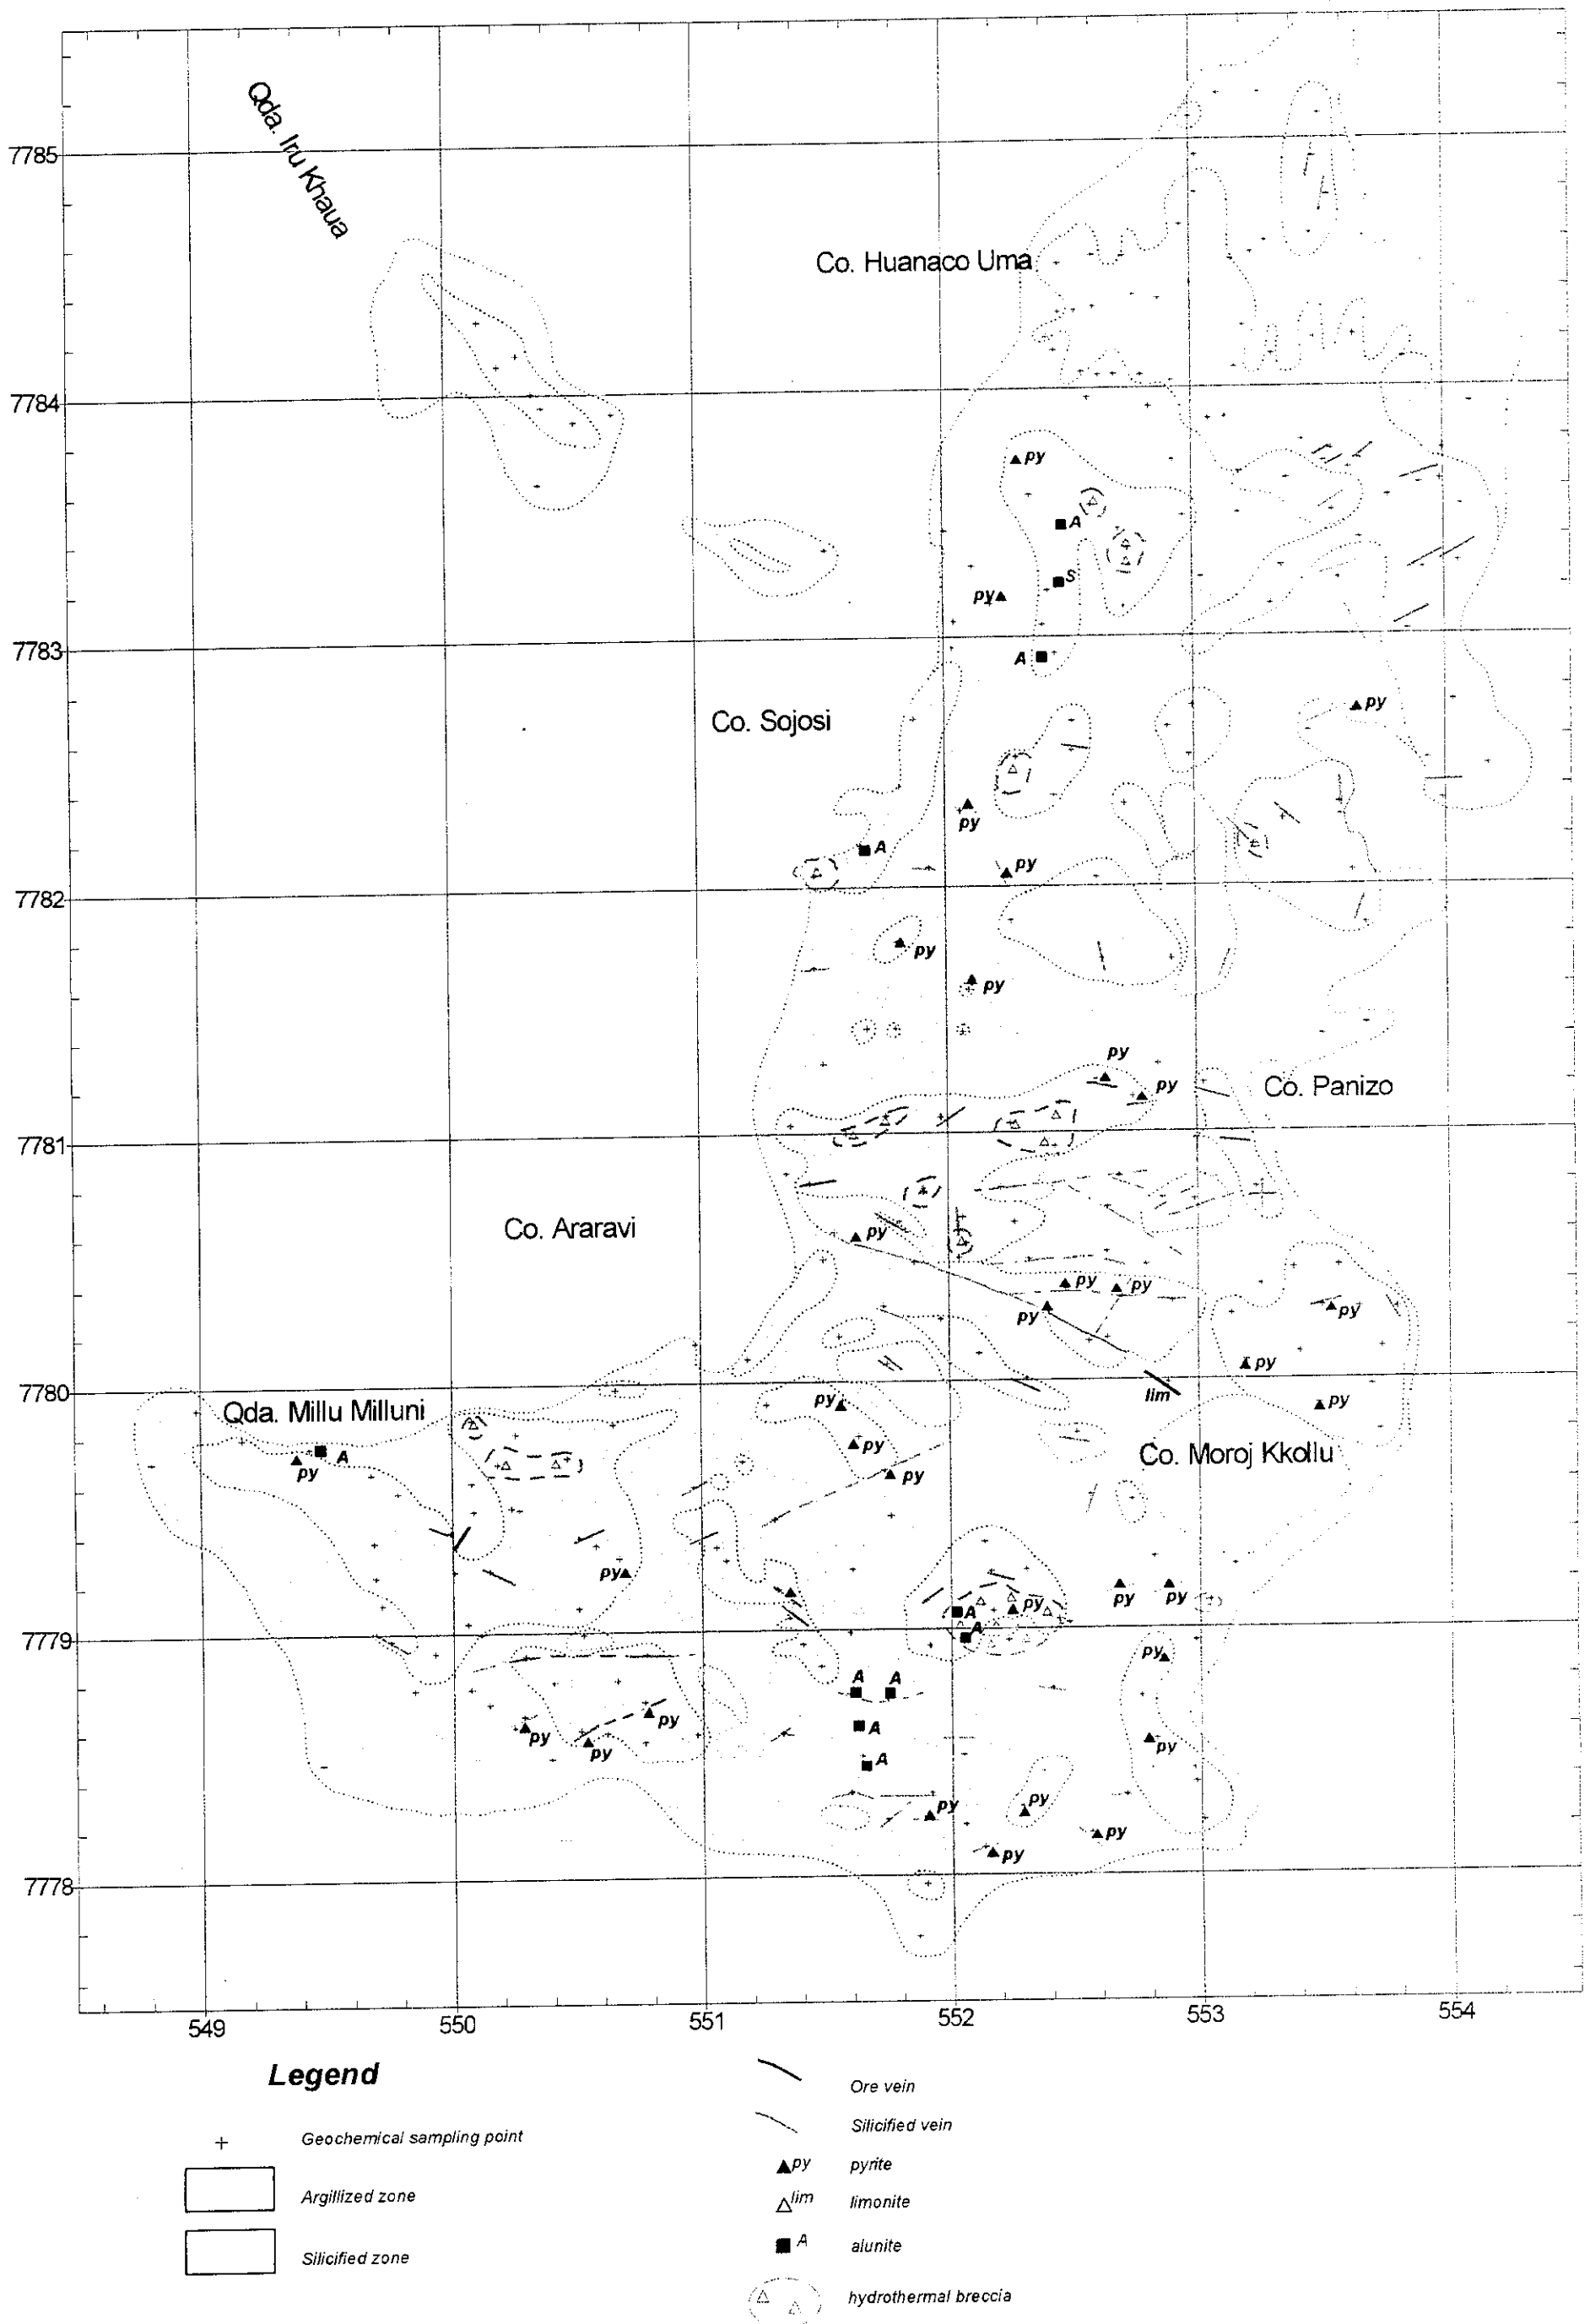 Qda. Iru Khaua
7785
Co. Huanaco Uma
7784
py
A
S
py
7783
A
Co. Sojosi
py
py
A
py
7782
py
py
py
py
Co. Panizo
7781
Co. Araravi
py
py
py
py
py
py
7780
lim
py
py
Qda. Millu Milluni
py
Co. Moroj Kkollu
A
py
py
py
py
py
py
py
A
A
7779
py
A
A
py
A
py
py
py
A
py
py
py
py
7778
549
550
551
552
553
554
Legend
+ Geochemical sampling point
Argillized zone
Silicified zone
Ore vein
Silicified vein
py pyrite
lim limonite
A alunite
hydrothermal breccia